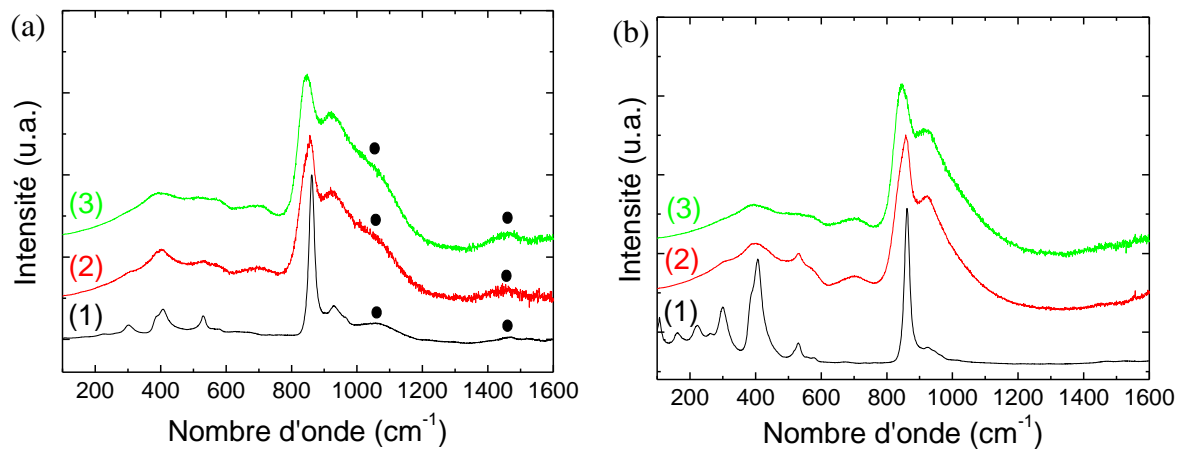 (a)
Intensité (u.a.)
(3)
(2)
(1)
200 400 600 800 1000 1200 1400 1600
Nombre d'onde (cm⁻¹)
(b)
Intensité (u.a.)
(3)
(2)
(1)
200 400 600 800 1000 1200 1400 1600
Nombre d'onde (cm⁻¹)